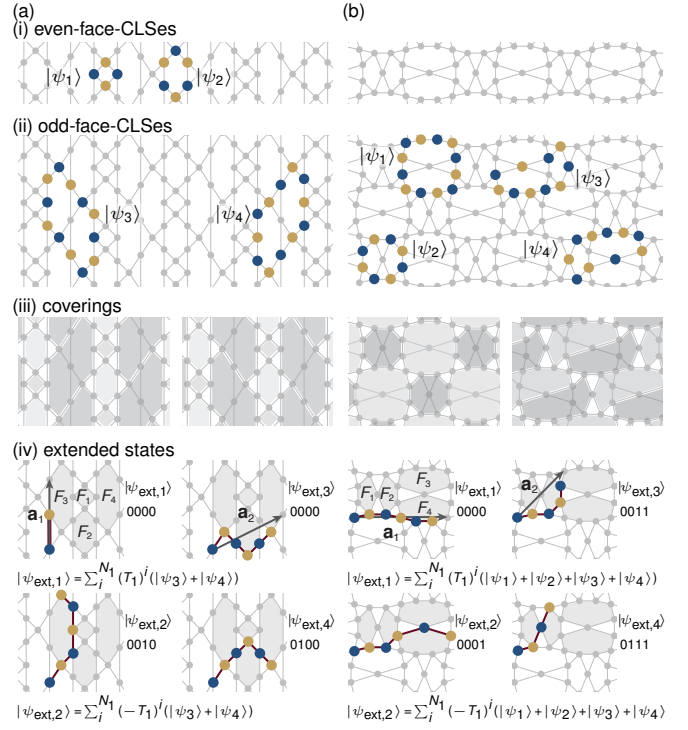 (a)
(b)
(i) even-face-CLSes
|ψ₁⟩
|ψ₂⟩
(ii) odd-face-CLSes
|ψ₃⟩
|ψ₄⟩
|ψ₁⟩
|ψ₃⟩
|ψ₂⟩
|ψ₄⟩
(iii) coverings
(iv) extended states
a₁
F₃
F₁
F₄
F₂
|ψext,1⟩
0000
a₂
|ψext,3⟩
0000
F₁
F₂
F₃
F₄
a₁
|ψext,1⟩
0000
a₂
|ψext,3⟩
0011
|ψext,1⟩ = ∑ᵢ^N₁ (T₁)ⁱ(|ψ₃⟩ + |ψ₄⟩)
|ψext,1⟩ = ∑ᵢ^N₁ (T₁)ⁱ(|ψ₁⟩ + |ψ₂⟩ + |ψ₃⟩ + |ψ₄⟩)
|ψext,2⟩
0010
|ψext,4⟩
0100
|ψext,2⟩
0001
|ψext,4⟩
0111
|ψext,2⟩ = ∑ᵢ^N₁ (−T₁)ⁱ(|ψ₃⟩ + |ψ₄⟩)
|ψext,2⟩ = ∑ᵢ^N₁ (−T₁)ⁱ(|ψ₁⟩ + |ψ₂⟩ + |ψ₃⟩ + |ψ₄⟩